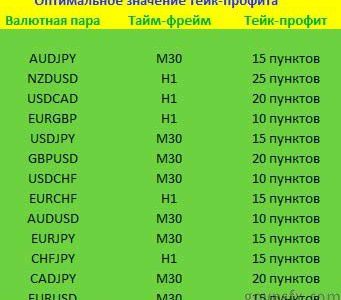 Оптимальное значение тейк-профита
Валютная пара Тайм-фрейм Тейк-профит
AUDJPY M30 15 пунктов
NZDUSD H1 25 пунктов
USDCAD H1 20 пунктов
EURGBP H1 10 пунктов
USDJPY M30 15 пунктов
GBPUSD M30 20 пунктов
USDCHF M30 10 пунктов
EURCHF H1 15 пунктов
AUDUSD M30 10 пунктов
EURJPY M30 15 пунктов
CHFJPY H1 15 пунктов
CADJPY M30 20 пунктов
EURUSD M30 15 пунктов